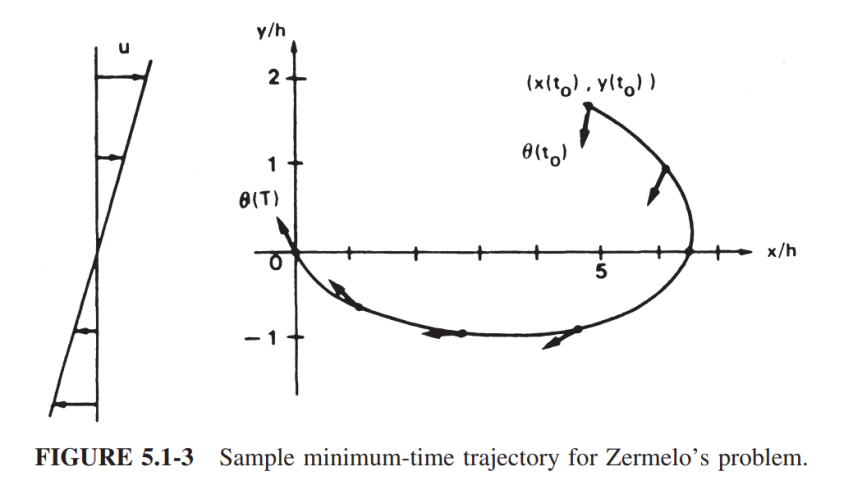 u
y/h
2
1
-1
0
5
x/h
(x(t₀), y(t₀))
θ(t₀)
θ(T)
FIGURE 5.1-3 Sample minimum-time trajectory for Zermelo's problem.